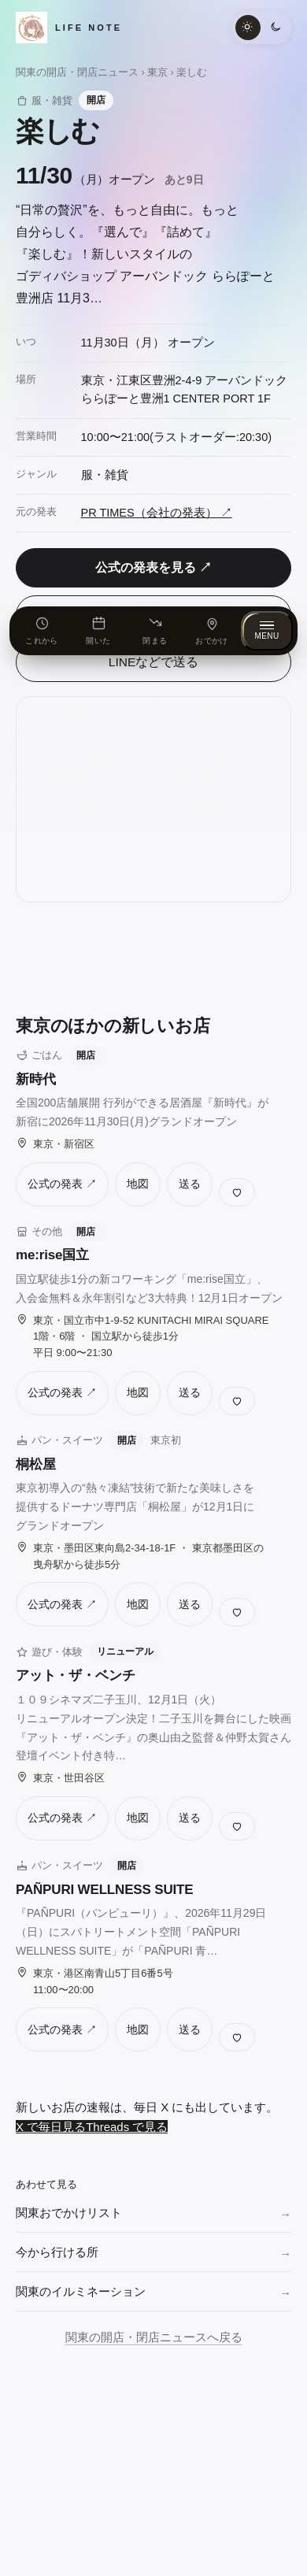 LIFE NOTE
関東の開店・閉店ニュース › 東京 › 楽しむ
服・雑貨 開店
楽しむ
11/30（月）オープン あと9日
“日常の贅沢”を、もっと自由に。もっと
自分らしく。『選んで』『詰めて』
『楽しむ』！新しいスタイルの
ゴディバショップ アーバンドック ららぽーと
豊洲店 11月3…
いつ 11月30日（月） オープン
場所 東京・江東区豊洲2-4-9 アーバンドック
ららぽーと豊洲1 CENTER PORT 1F
営業時間 10:00〜21:00(ラストオーダー:20:30)
ジャンル 服・雑貨
元の発表 PR TIMES（会社の発表） ↗
公式の発表を見る ↗
これから 開いた 閉まる おでかけ MENU
LINEなどで送る
東京のほかの新しいお店
ごはん 開店
新時代
全国200店舗展開 行列ができる居酒屋『新時代』が
新宿に2026年11月30日(月)グランドオープン
東京・新宿区
公式の発表 ↗ 地図 送る
その他 開店
me:rise国立
国立駅徒歩1分の新コワーキング「me:rise国立」、
入会金無料＆永年割引など3大特典！12月1日オープン
東京・国立市中1-9-52 KUNITACHI MIRAI SQUARE
1階・6階 ・ 国立駅から徒歩1分
平日 9:00〜21:30
公式の発表 ↗ 地図 送る
パン・スイーツ 開店 東京初
桐松屋
東京初導入の“熱々凍結”技術で新たな美味しさを
提供するドーナツ専門店「桐松屋」が12月1日に
グランドオープン
東京・墨田区東向島2-34-18-1F ・ 東京都墨田区の
曳舟駅から徒歩5分
公式の発表 ↗ 地図 送る
遊び・体験 リニューアル
アット・ザ・ベンチ
１０９シネマズ二子玉川、12月1日（火）
リニューアルオープン決定！二子玉川を舞台にした映画
『アット・ザ・ベンチ』の奥山由之監督＆仲野太賀さん
登壇イベント付き特…
東京・世田谷区
公式の発表 ↗ 地図 送る
パン・スイーツ 開店
PAÑPURI WELLNESS SUITE
『PAÑPURI（パンピューリ）』、2026年11月29日
（日）にスパトリートメント空間「PAÑPURI
WELLNESS SUITE」が「PAÑPURI 青…
東京・港区南青山5丁目6番5号
11:00〜20:00
公式の発表 ↗ 地図 送る
新しいお店の速報は、毎日 X にも出しています。
X で毎日見るThreads で見る
あわせて見る
関東おでかけリスト →
今から行ける所 →
関東のイルミネーション →
関東の開店・閉店ニュースへ戻る